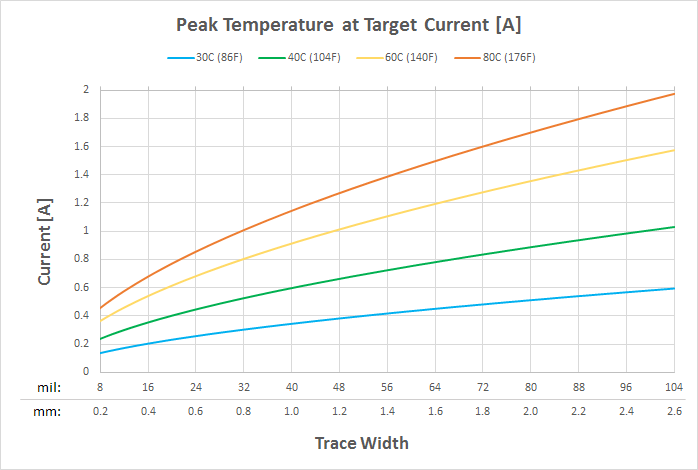 Peak Temperature at Target Current [A]
30C (86F) 40C (104F) 60C (140F) 80C (176F)
2
1.8
1.6
1.4
1.2
1
0.8
0.6
0.4
0.2
0
Current [A]
mil: 8 16 24 32 40 48 56 64 72 80 88 96 104
mm: 0.2 0.4 0.6 0.8 1.0 1.2 1.4 1.6 1.8 2.0 2.2 2.4 2.6
Trace Width